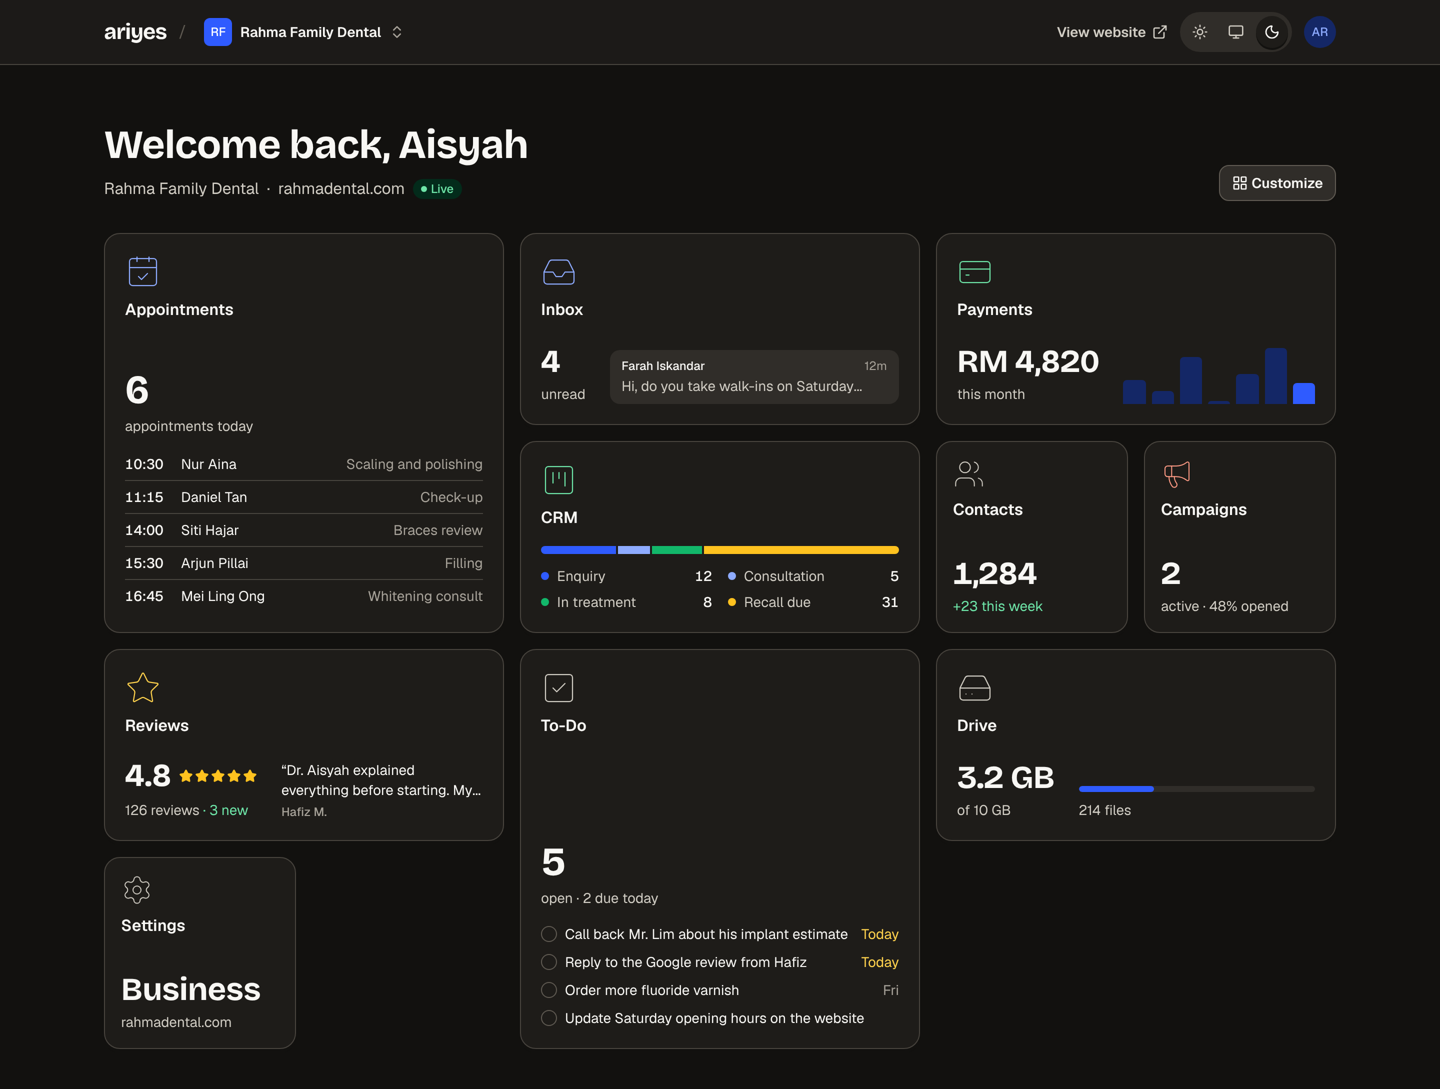 ariyes / RF Rahma Family Dental
View website
AR
Welcome back, Aisyah
Rahma Family Dental · rahmadental.com Live
Customize
Appointments
6
appointments today
10:30 Nur Aina Scaling and polishing
11:15 Daniel Tan Check-up
14:00 Siti Hajar Braces review
15:30 Arjun Pillai Filling
16:45 Mei Ling Ong Whitening consult
Inbox
4
unread
Farah Iskandar 12m
Hi, do you take walk-ins on Saturday...
Payments
RM 4,820
this month
CRM
Enquiry 12 Consultation 5
In treatment 8 Recall due 31
Contacts
1,284
+23 this week
Campaigns
2
active · 48% opened
Reviews
4.8
126 reviews · 3 new
“Dr. Aisyah explained
everything before starting. My...
Hafiz M.
To-Do
5
open · 2 due today
Call back Mr. Lim about his implant estimate Today
Reply to the Google review from Hafiz Today
Order more fluoride varnish Fri
Update Saturday opening hours on the website
Drive
3.2 GB
of 10 GB
214 files
Settings
Business
rahmadental.com